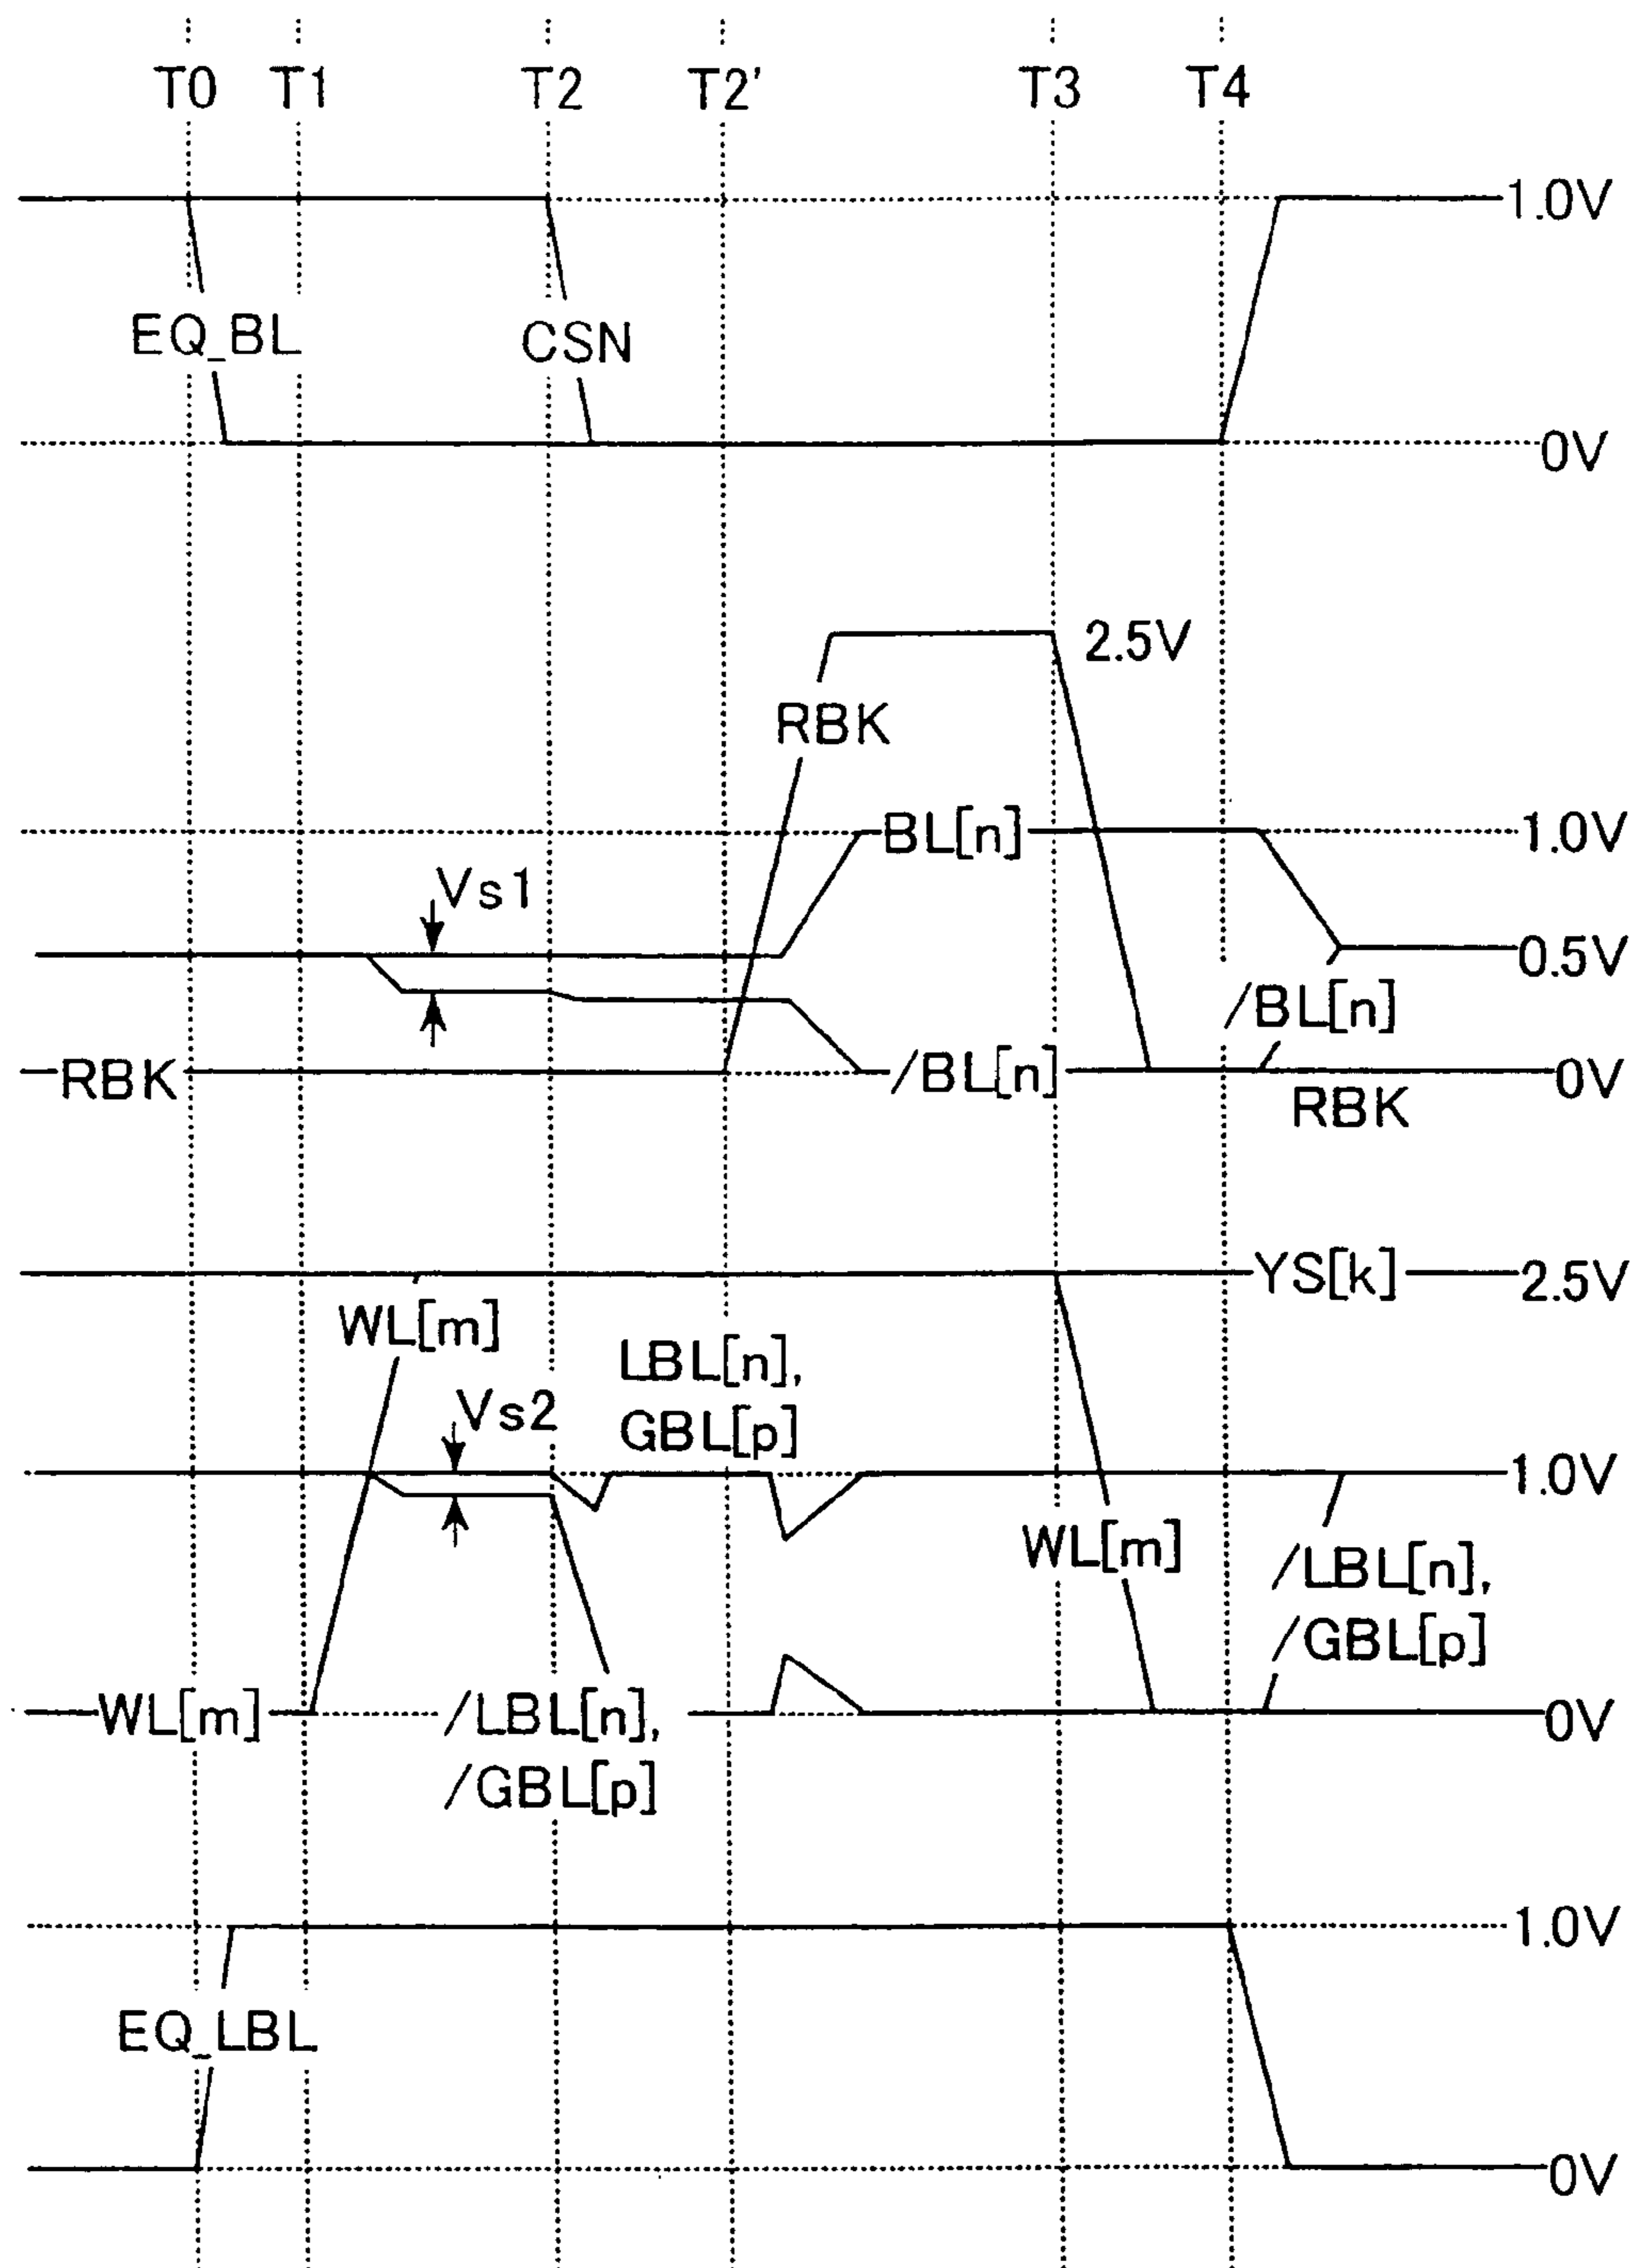 T0 T1 T2 T2' T3 T4
1.0V
EQ_BL CSN
0V
2.5V
RBK
BL[n] 1.0V
Vs1
0.5V
/BL[n]
RBK /BL[n] 0V
RBK
YS[k] 2.5V
WL[m]
LBL[n],
GBL[p]
Vs2
1.0V
WL[m]
/LBL[n],
/GBL[p]
WL[m] /LBL[n], 0V
/GBL[p]
1.0V
EQ_LBL
0V